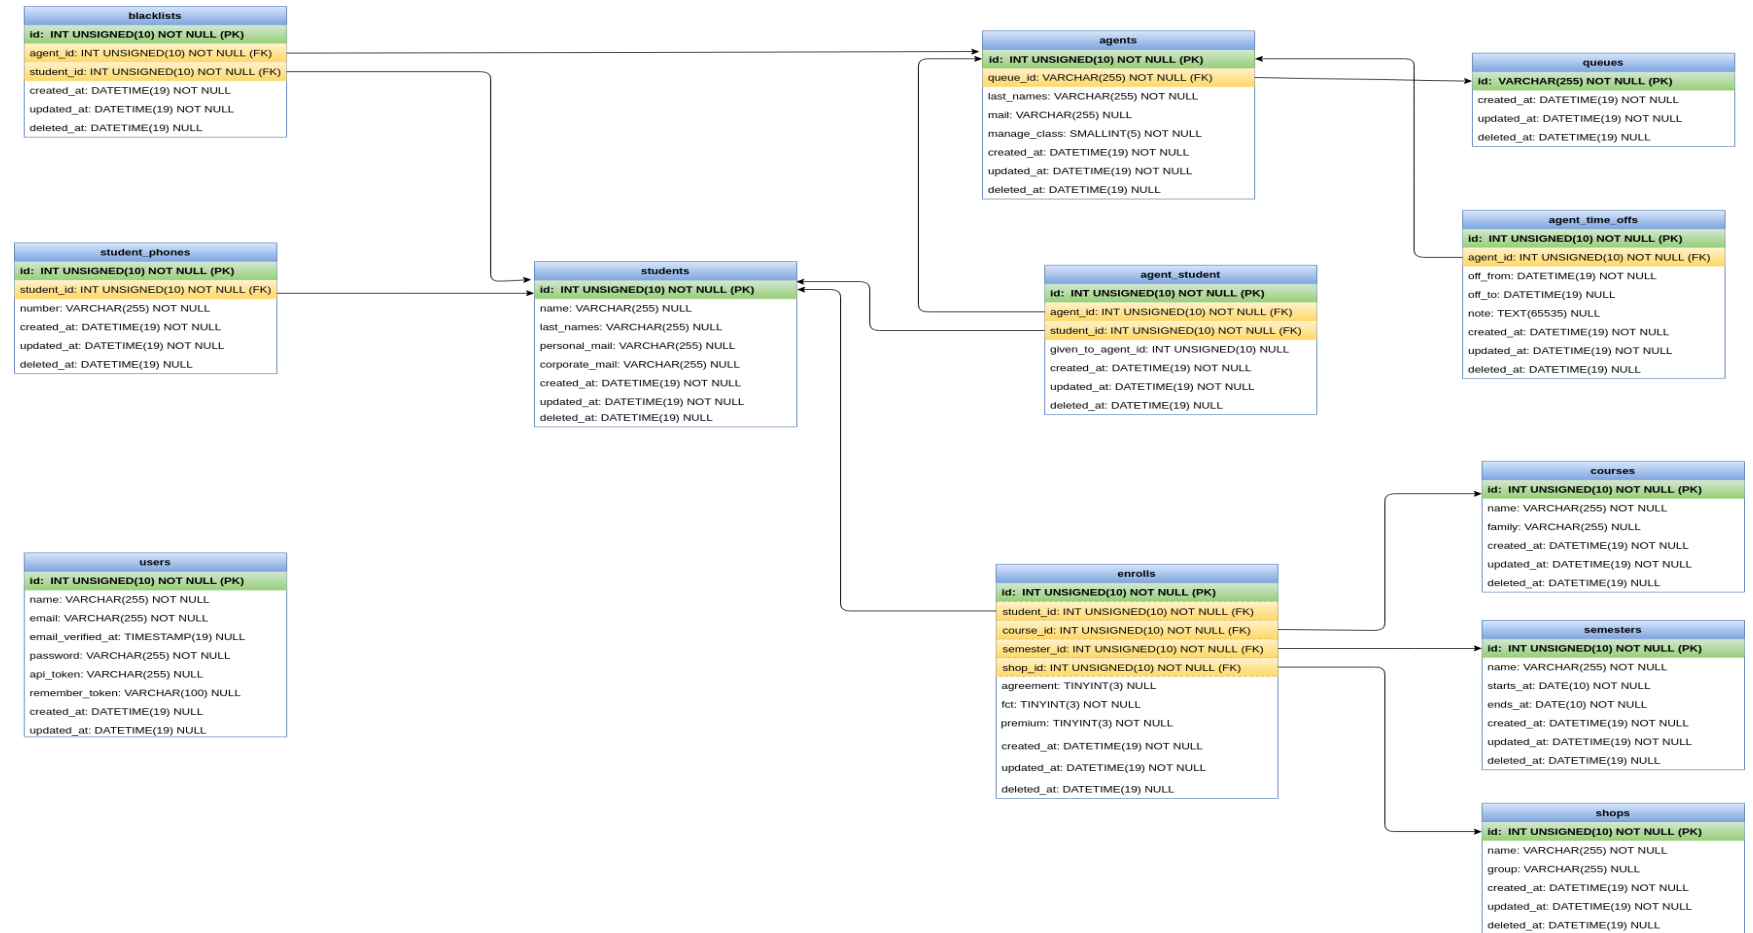 blacklists
id:  INT UNSIGNED(10) NOT NULL (PK)
agent_id: INT UNSIGNED(10) NOT NULL (FK)
student_id: INT UNSIGNED(10) NOT NULL (FK)
created_at: DATETIME(19) NOT NULL
updated_at: DATETIME(19) NOT NULL
deleted_at: DATETIME(19) NULL
agents
id:  INT UNSIGNED(10) NOT NULL (PK)
queue_id: VARCHAR(255) NOT NULL (FK)
last_names: VARCHAR(255) NOT NULL
mail: VARCHAR(255) NULL
manage_class: SMALLINT(5) NOT NULL
created_at: DATETIME(19) NOT NULL
updated_at: DATETIME(19) NOT NULL
deleted_at: DATETIME(19) NULL
queues
id:  VARCHAR(255) NOT NULL (PK)
created_at: DATETIME(19) NOT NULL
updated_at: DATETIME(19) NOT NULL
deleted_at: DATETIME(19) NULL
student_phones
id:  INT UNSIGNED(10) NOT NULL (PK)
student_id: INT UNSIGNED(10) NOT NULL (FK)
number: VARCHAR(255) NOT NULL
created_at: DATETIME(19) NOT NULL
updated_at: DATETIME(19) NOT NULL
deleted_at: DATETIME(19) NULL
students
id:  INT UNSIGNED(10) NOT NULL (PK)
name: VARCHAR(255) NULL
last_names: VARCHAR(255) NULL
personal_mail: VARCHAR(255) NULL
corporate_mail: VARCHAR(255) NULL
created_at: DATETIME(19) NOT NULL
updated_at: DATETIME(19) NOT NULL
deleted_at: DATETIME(19) NULL
agent_student
id:  INT UNSIGNED(10) NOT NULL (PK)
agent_id: INT UNSIGNED(10) NOT NULL (FK)
student_id: INT UNSIGNED(10) NOT NULL (FK)
given_to_agent_id: INT UNSIGNED(10) NULL
created_at: DATETIME(19) NOT NULL
updated_at: DATETIME(19) NOT NULL
deleted_at: DATETIME(19) NULL
agent_time_offs
id:  INT UNSIGNED(10) NOT NULL (PK)
agent_id: INT UNSIGNED(10) NOT NULL (FK)
off_from: DATETIME(19) NOT NULL
off_to: DATETIME(19) NULL
note: TEXT(65535) NULL
created_at: DATETIME(19) NOT NULL
updated_at: DATETIME(19) NOT NULL
deleted_at: DATETIME(19) NULL
users
id:  INT UNSIGNED(10) NOT NULL (PK)
name: VARCHAR(255) NOT NULL
email: VARCHAR(255) NOT NULL
email_verified_at: TIMESTAMP(19) NULL
password: VARCHAR(255) NOT NULL
api_token: VARCHAR(255) NULL
remember_token: VARCHAR(100) NULL
created_at: DATETIME(19) NULL
updated_at: DATETIME(19) NULL
enrolls
id:  INT UNSIGNED(10) NOT NULL (PK)
student_id: INT UNSIGNED(10) NOT NULL (FK)
course_id: INT UNSIGNED(10) NOT NULL (FK)
semester_id: INT UNSIGNED(10) NOT NULL (FK)
shop_id: INT UNSIGNED(10) NOT NULL (FK)
agreement: TINYINT(3) NULL
fct: TINYINT(3) NOT NULL
premium: TINYINT(3) NOT NULL
created_at: DATETIME(19) NOT NULL
updated_at: DATETIME(19) NOT NULL
deleted_at: DATETIME(19) NULL
courses
id:  INT UNSIGNED(10) NOT NULL (PK)
name: VARCHAR(255) NOT NULL
family: VARCHAR(255) NULL
created_at: DATETIME(19) NOT NULL
updated_at: DATETIME(19) NOT NULL
deleted_at: DATETIME(19) NULL
semesters
id:  INT UNSIGNED(10) NOT NULL (PK)
name: VARCHAR(255) NOT NULL
starts_at: DATE(10) NOT NULL
ends_at: DATE(10) NOT NULL
created_at: DATETIME(19) NOT NULL
updated_at: DATETIME(19) NOT NULL
deleted_at: DATETIME(19) NULL
shops
id:  INT UNSIGNED(10) NOT NULL (PK)
name: VARCHAR(255) NOT NULL
group: VARCHAR(255) NULL
created_at: DATETIME(19) NOT NULL
updated_at: DATETIME(19) NOT NULL
deleted_at: DATETIME(19) NULL